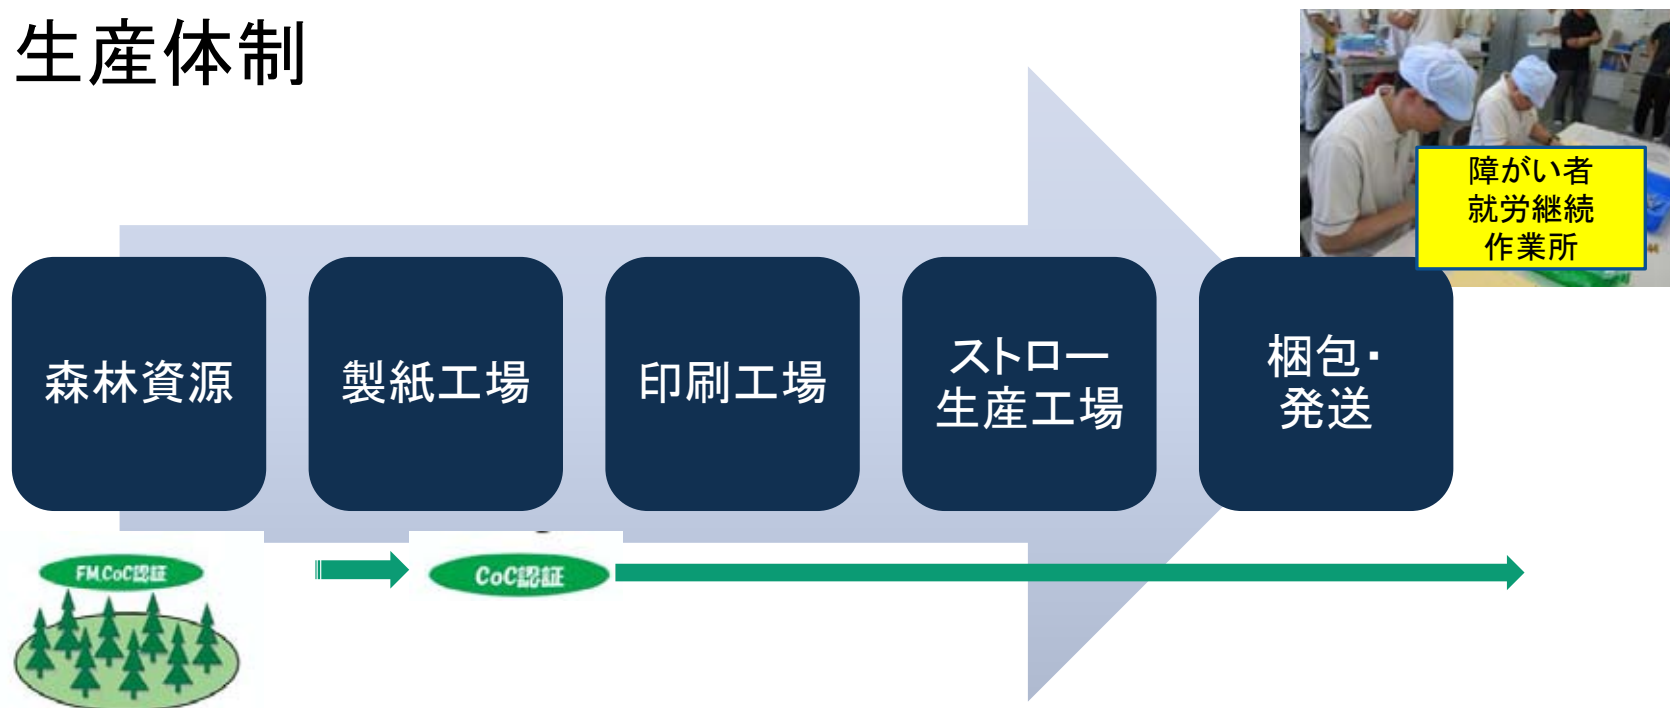 生産体制
障がい者
就労継続
作業所
森林資源
製紙工場
印刷工場
ストロー
生産工場
梱包・
発送
FM.CoC認証
CoC認証